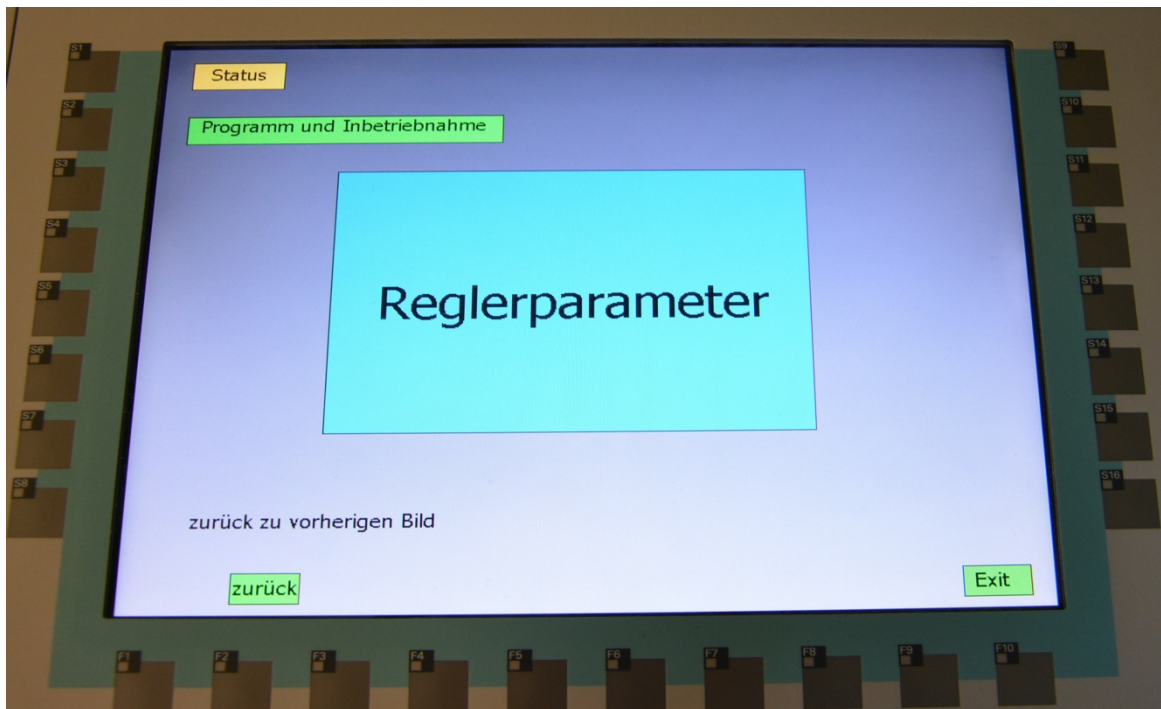 S1
S9
Status
S2
S10
Programm und Inbetriebnahme
S3
S11
S4
S12
S5
S13
Reglerparameter
S6
S14
S7
S15
S8
S16
zurück zu vorherigen Bild
zurück
Exit
F1
F2
F3
F4
F5
F6
F7
F8
F9
F10